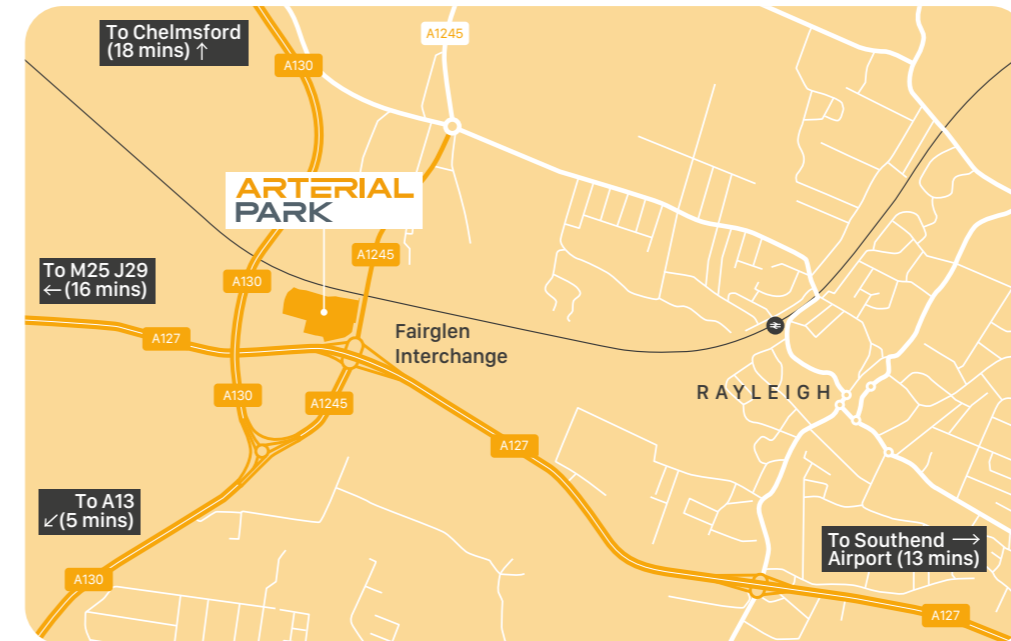 To Chelmsford
(18 mins) ↑
A1245
A130
ARTERIAL
PARK
A1245
To M25 J29
←(16 mins)
A130
Fairglen
Interchange
A127
RAYLEIGH
A130
A1245
A127
To A13
↙(5 mins)
To Southend →
Airport (13 mins)
A130
A127